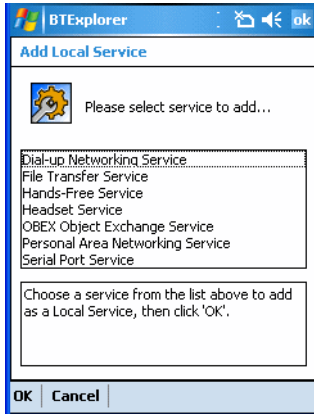 BTExplorer ok
Add Local Service
Please select service to add...
Dial-up Networking Service
File Transfer Service
Hands-Free Service
Headset Service
OBEX Object Exchange Service
Personal Area Networking Service
Serial Port Service
Choose a service from the list above to add
as a Local Service, then click 'OK'.
OK Cancel